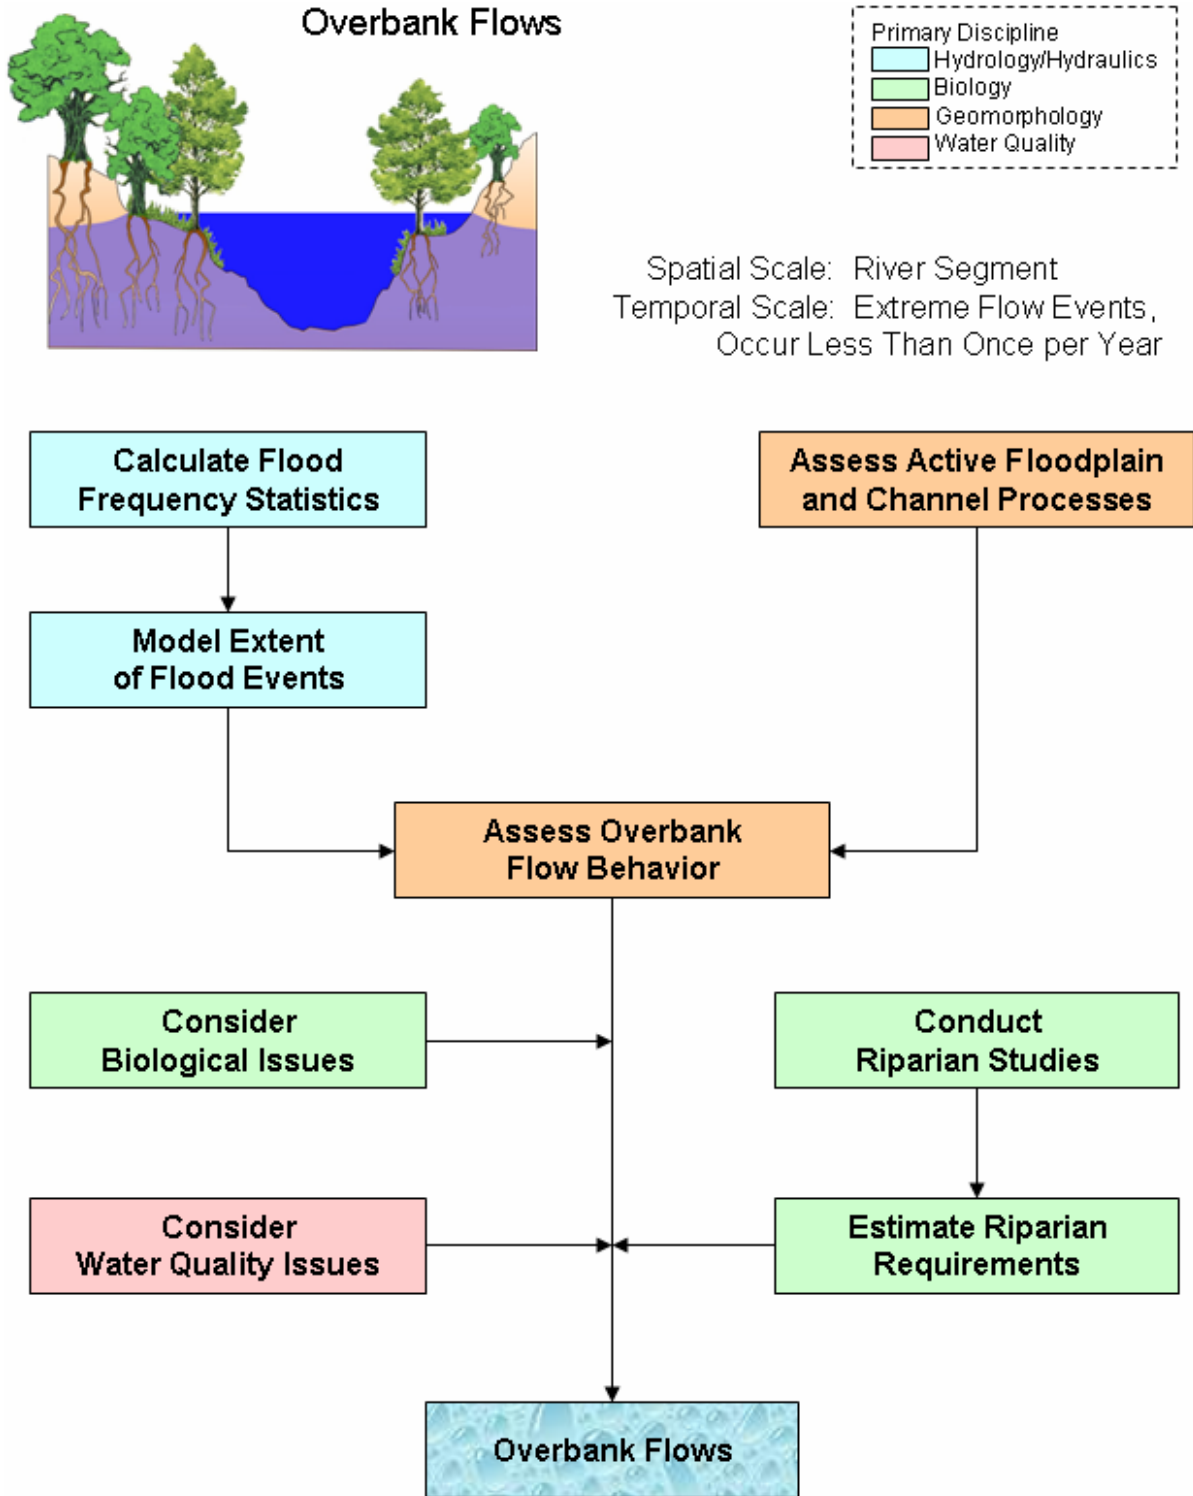 Overbank Flows
Primary Discipline
Hydrology/Hydraulics
Biology
Geomorphology
Water Quality
Spatial Scale: River Segment
Temporal Scale: Extreme Flow Events,
Occur Less Than Once per Year
Calculate Flood
Frequency Statistics
Assess Active Floodplain
and Channel Processes
Model Extent
of Flood Events
Assess Overbank
Flow Behavior
Consider
Biological Issues
Conduct
Riparian Studies
Consider
Water Quality Issues
Estimate Riparian
Requirements
Overbank Flows